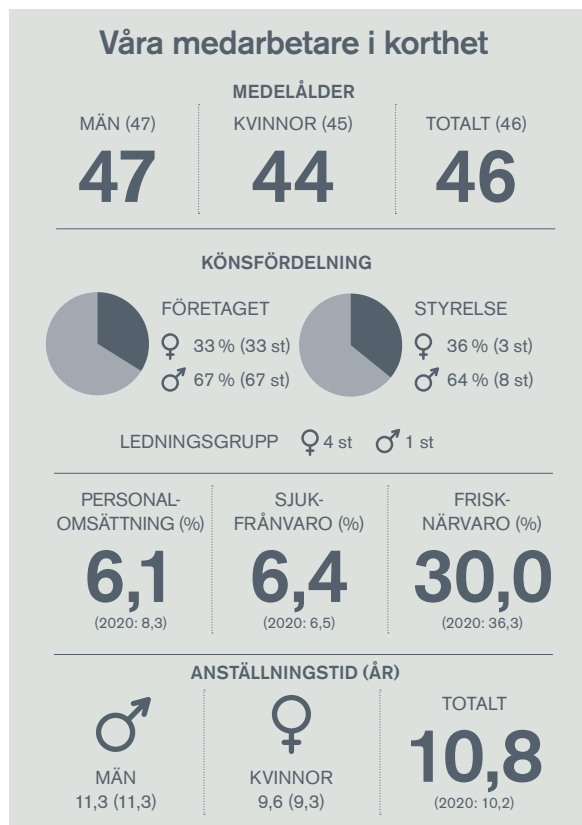 Våra medarbetare i korthet
MEDELÅLDER
MÄN (47)
47
KVINNOR (45)
44
TOTALT (46)
46
KÖNSFÖRDELNING
FÖRETAGET
33 % (33 st)
67 % (67 st)
STYRELSE
36 % (3 st)
64 % (8 st)
LEDNINGSGRUPP 4 st 1 st
PERSONAL-
OMSÄTTNING (%)
6,1
(2020: 8,3)
SJUK-
FRÅNVARO (%)
6,4
(2020: 6,5)
FRISK-
NÄRVARO (%)
30,0
(2020: 36,3)
ANSTÄLLNINGSTID (ÅR)
MÄN
11,3 (11,3)
KVINNOR
9,6 (9,3)
TOTALT
10,8
(2020: 10,2)